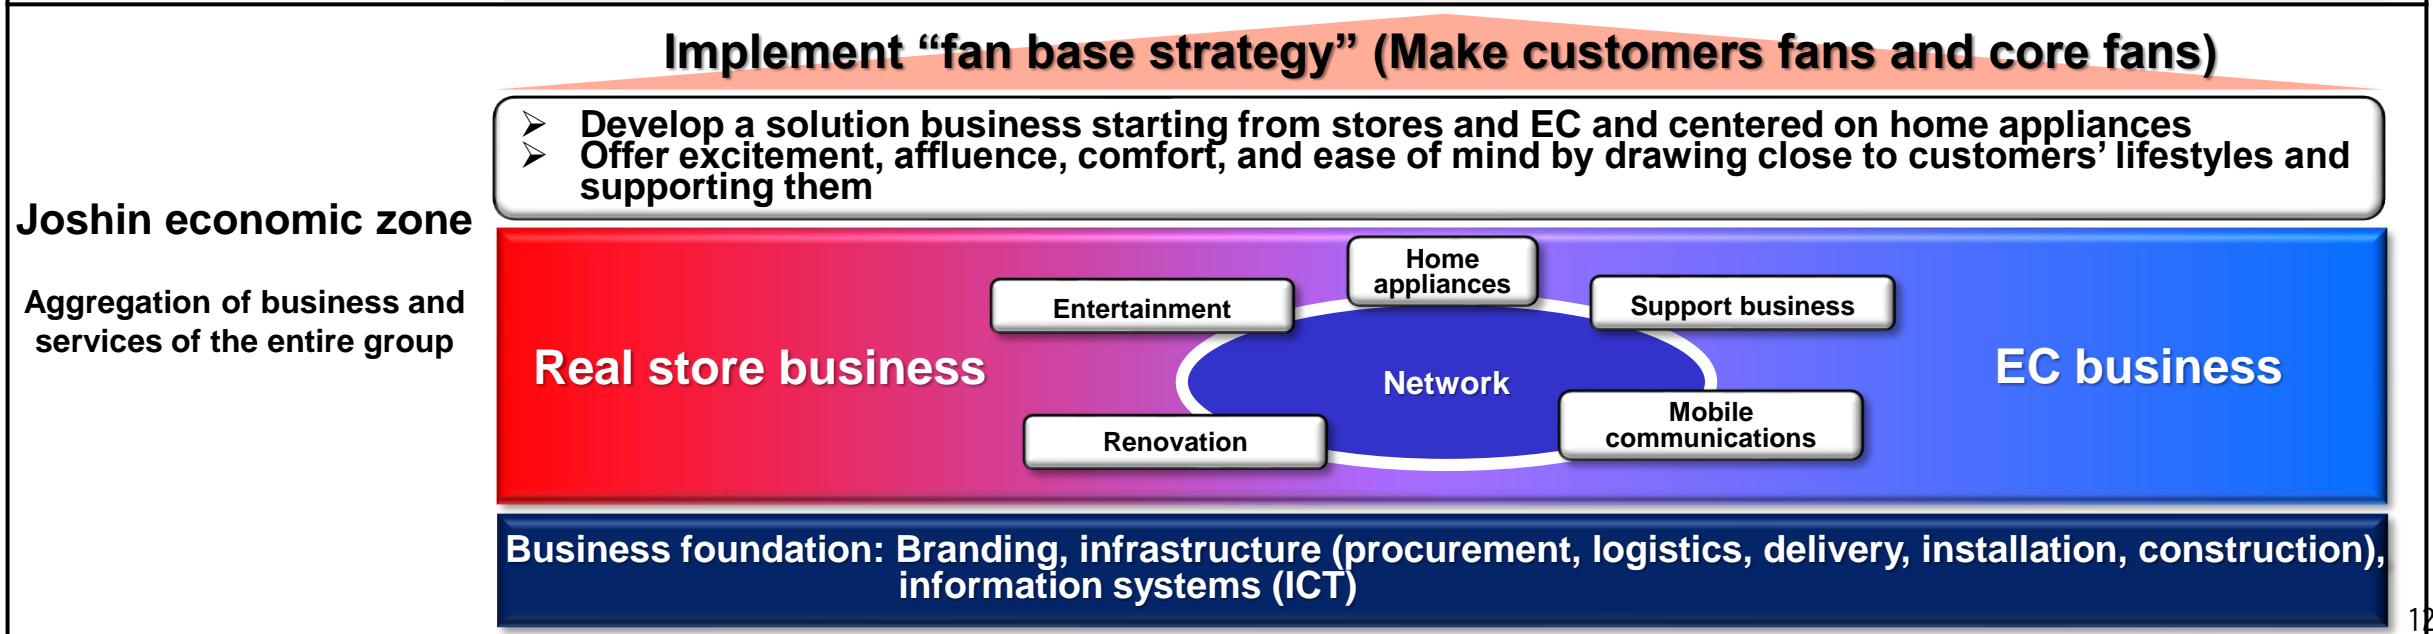 Implement “fan base strategy” (Make customers fans and core fans)
➢ Develop a solution business starting from stores and EC and centered on home appliances
➢ Offer excitement, affluence, comfort, and ease of mind by drawing close to customers’ lifestyles and
supporting them
Joshin economic zone
Aggregation of business and
services of the entire group
Real store business
Entertainment
Home
appliances
Support business
Network
Renovation
Mobile
communications
EC business
Business foundation: Branding, infrastructure (procurement, logistics, delivery, installation, construction),
information systems (ICT)
12